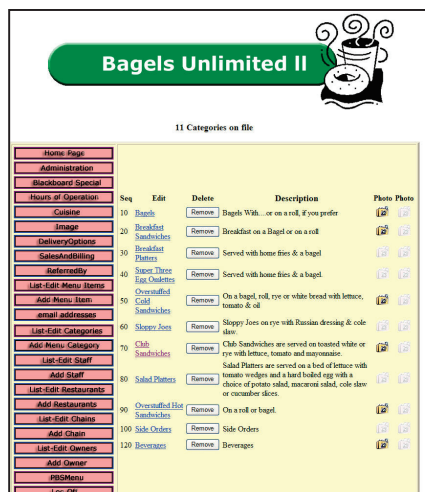 Bagels Unlimited ll
11 Categories on file
Home Page
Administration
Blackboard Special
Hours of Operation
Cuisine
Image
DeliveryOptions
SalesAndBilling
ReferredBy
List-Edit Menu Items
Add Menu Item
email addresses
List-Edit Categories
Add Menu Category
List-Edit Staff
Add Staff
List-Edit Restaurants
Add Restaurants
List-Edit Chains
Add Chain
List-Edit Owners
Add Owner
PBSMenu
Log Off
Seq Edit Delete Description Photo Photo
10 Bagels Remove Bagels With....or on a roll, if you prefer
20 Breakfast Sandwiches Remove Breakfast on a Bagel or on a roll
30 Breakfast Platters Remove Served with home fries & a bagel
40 Super Three Egg Omlettes Remove Served with home fries & a bagel.
50 Overstuffed Cold Sandwiches Remove On a bagel, roll, rye or white bread with lettuce, tomato & oil
60 Sloppy Joes Remove Sloppy Joes on rye with Russian dressing & cole slaw.
70 Club Sandwiches Remove Club Sandwiches are served on toasted white or rye with lettuce, tomato and mayonnaise.
80 Salad Platters Remove Salad Platters are served on a bed of lettuce with tomato wedges and a hard boiled egg with a choice of potato salad, macaroni salad, cole slaw or cucumber slices.
90 Overstuffed Hot Sandwiches Remove On a roll or bagel.
100 Side Orders Remove Side Orders
120 Beverages Remove Beverages